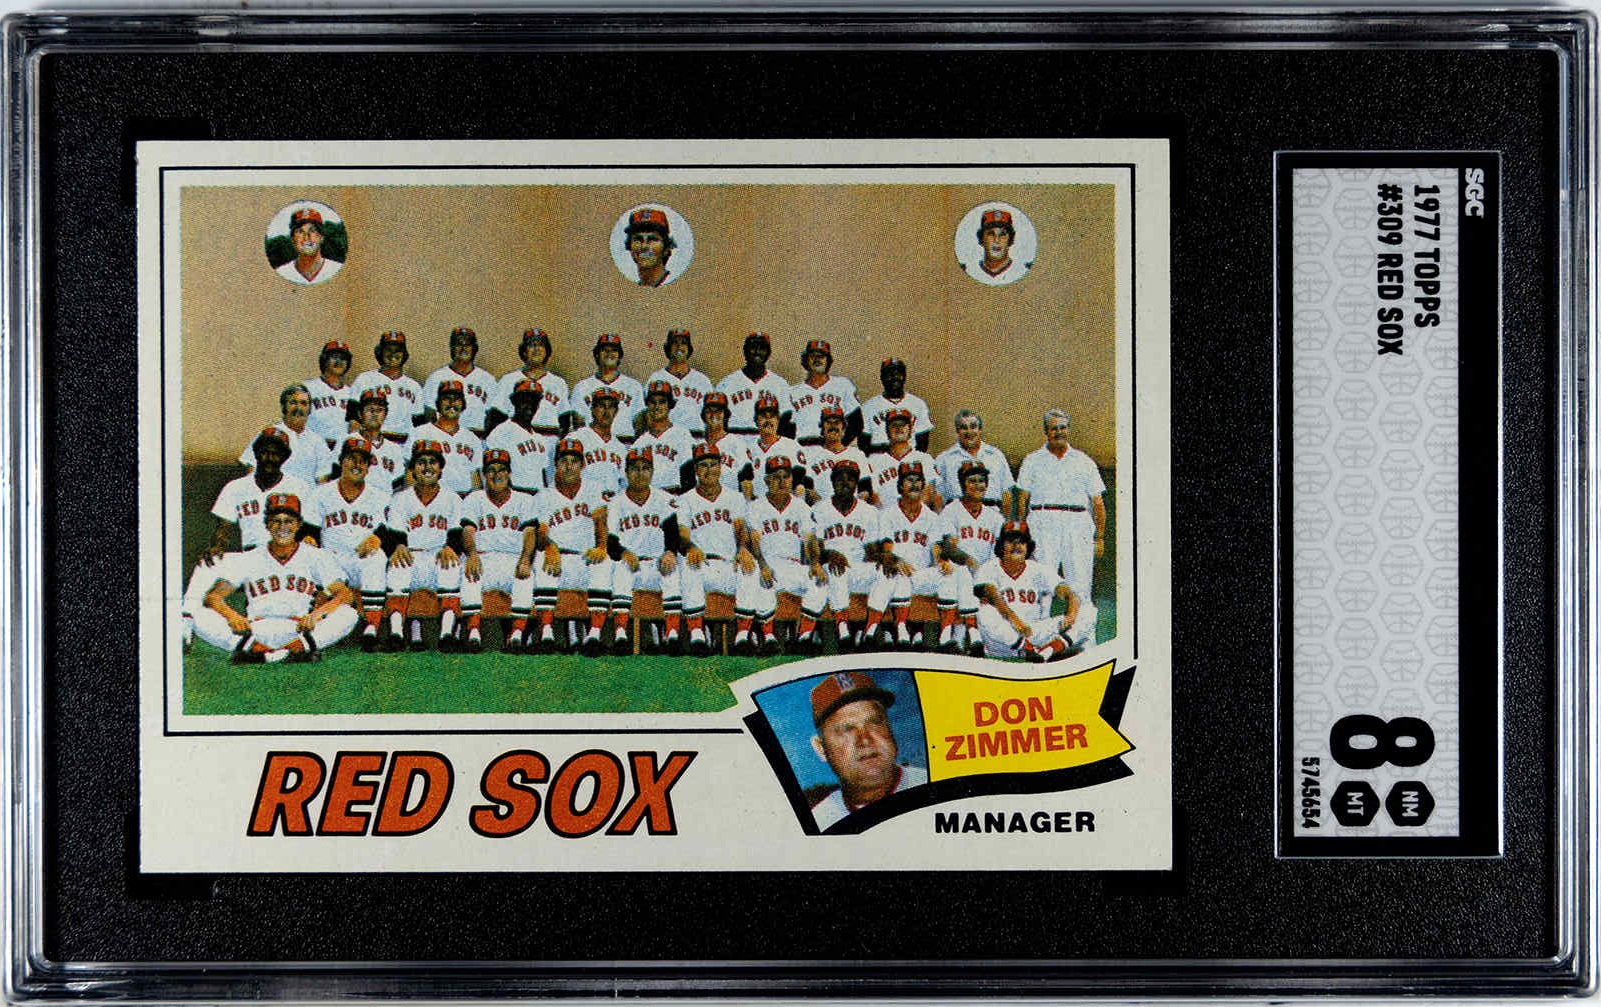 RED SOX
DON
ZIMMER
MANAGER
SGC
1977 TOPPS
#309 RED SOX
8
NM
MT
5745654